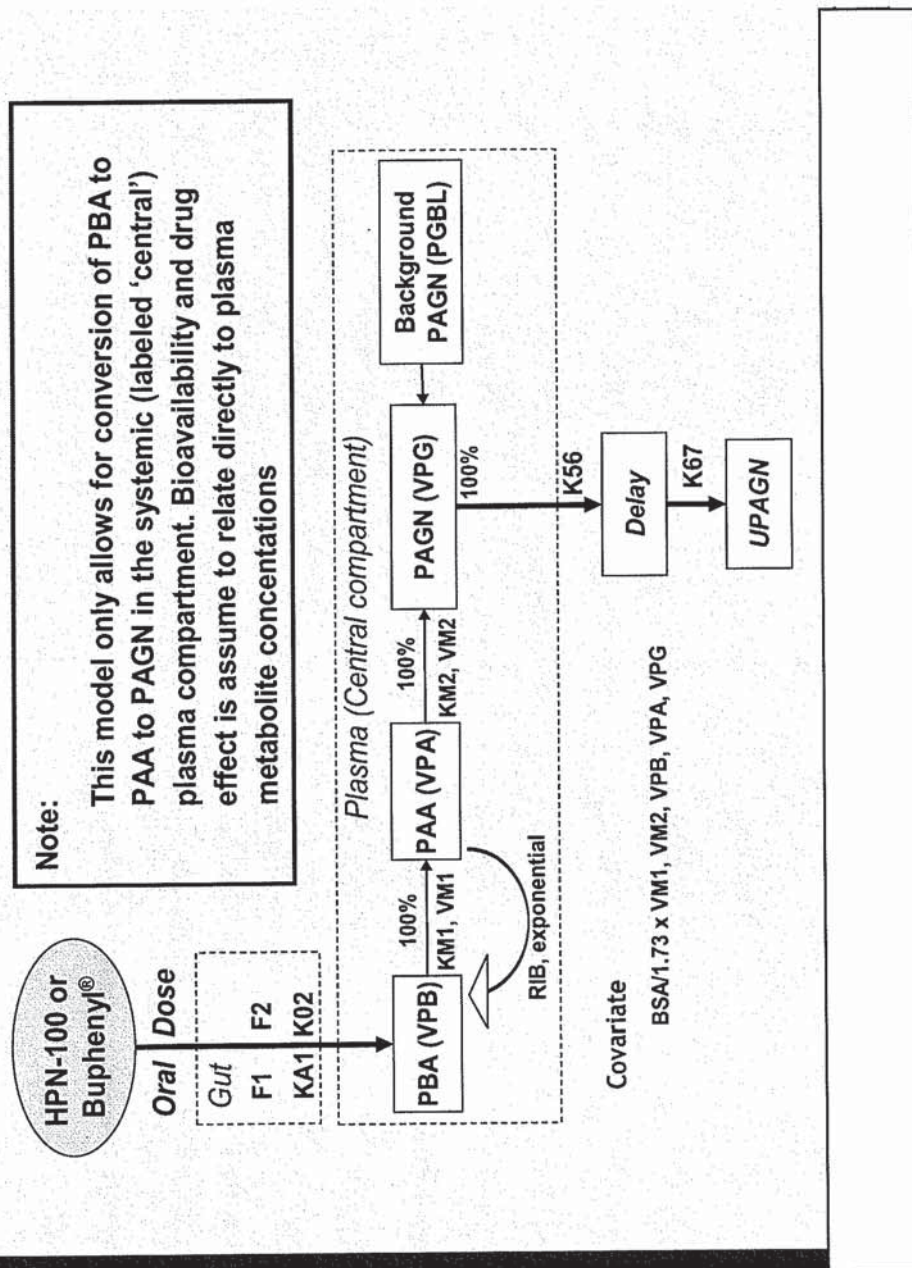 HPN-100 or
Buphenyl®
Oral Dose
Gut
F1 F2
KA1 K02
Note:
This model only allows for conversion of PBA to
PAA to PAGN in the systemic (labeled ‘central’)
plasma compartment. Bioavailability and drug
effect is assume to relate directly to plasma
metabolite concentations
Plasma (Central compartment)
PBA (VPB)
100%
KM1, VM1
PAA (VPA)
100%
KM2, VM2
PAGN (VPG)
Background
PAGN (PGBL)
RIB, exponential
100%
K56
Delay
K67
UPAGN
Covariate
BSA/1.73 x VM1, VM2, VPB, VPA, VPG